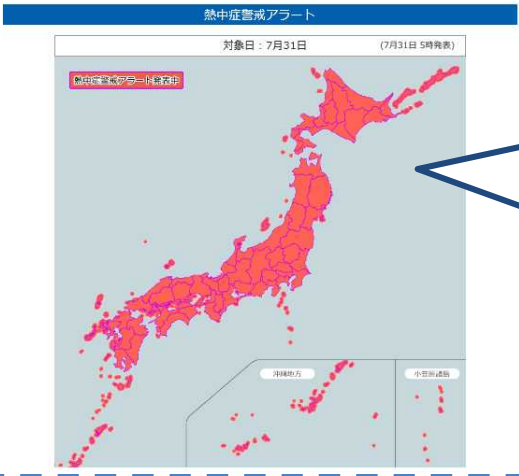 熱中症警戒アラート
対象日：7月31日
(7月31日 5時発表)
熱中症警戒アラート発表中
沖縄地方
小笠原諸島